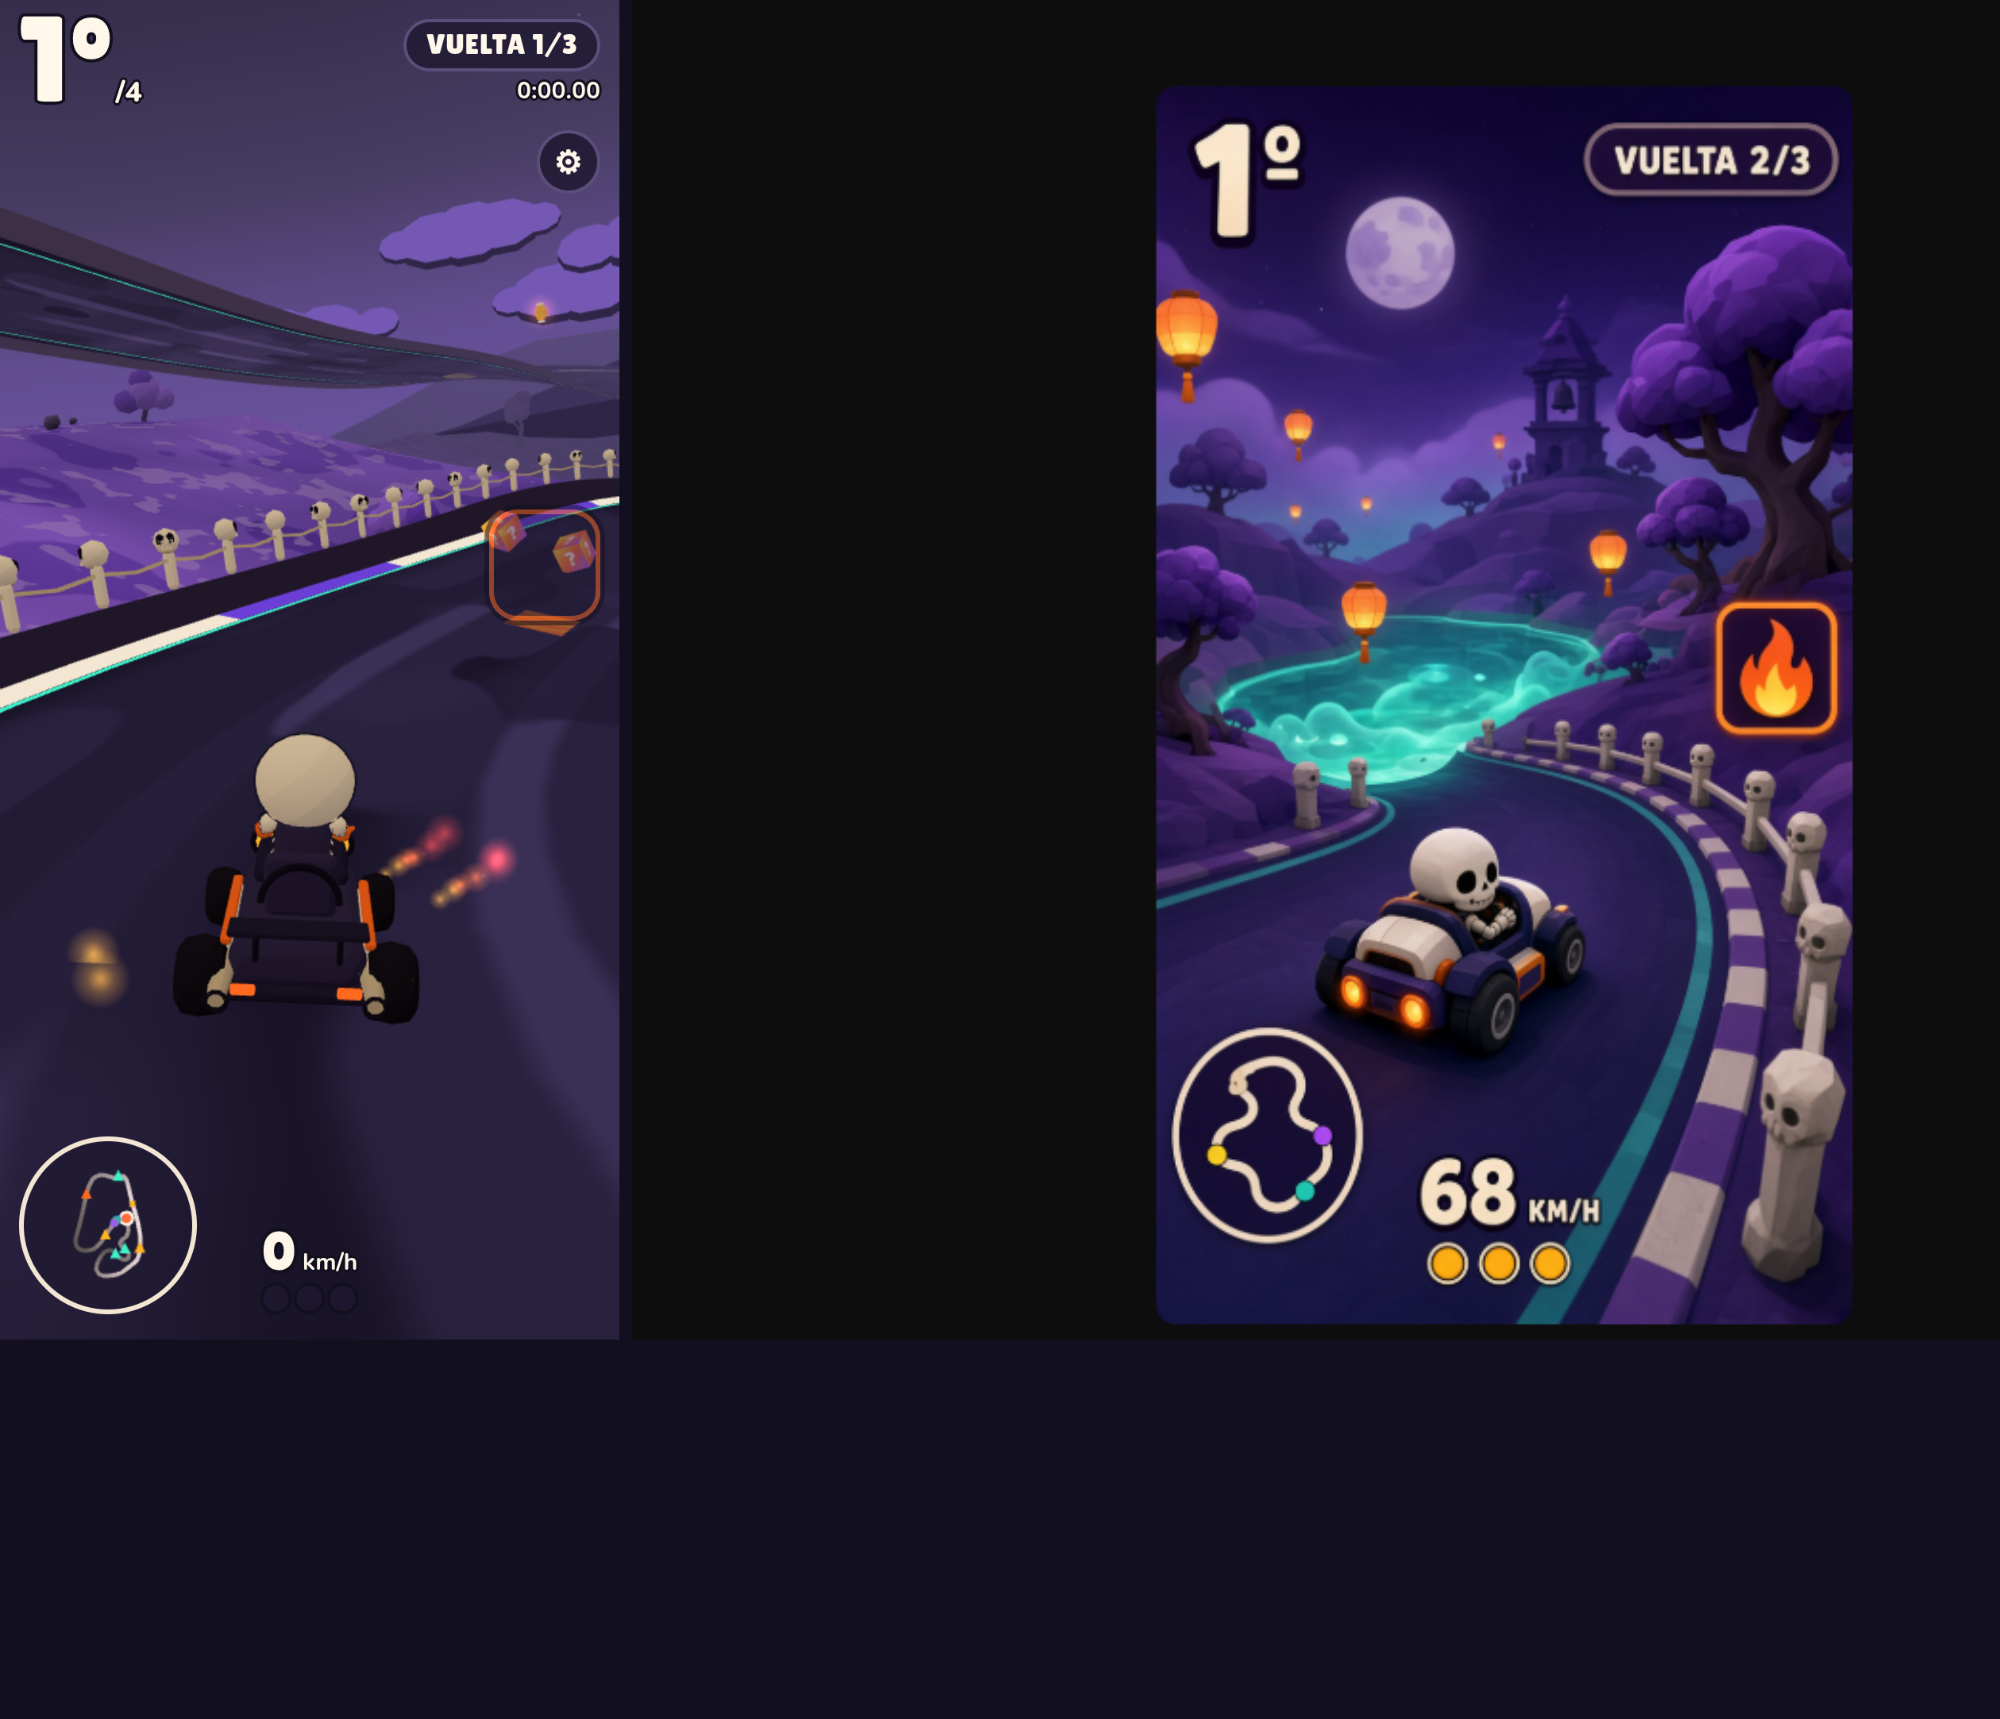 1º
/4
VUELTA 1/3
0:00.00
?
?
0 km/h
1º
VUELTA 2/3
68 KM/H